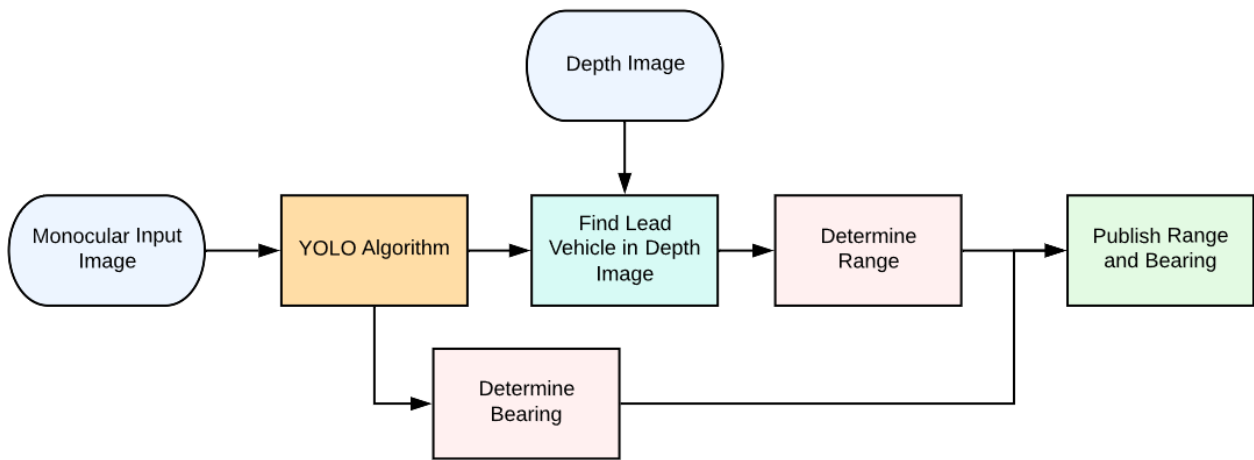 Depth Image
Monocular Input
Image
YOLO Algorithm
Find Lead
Vehicle in Depth
Image
Determine
Range
Publish Range
and Bearing
Determine
Bearing